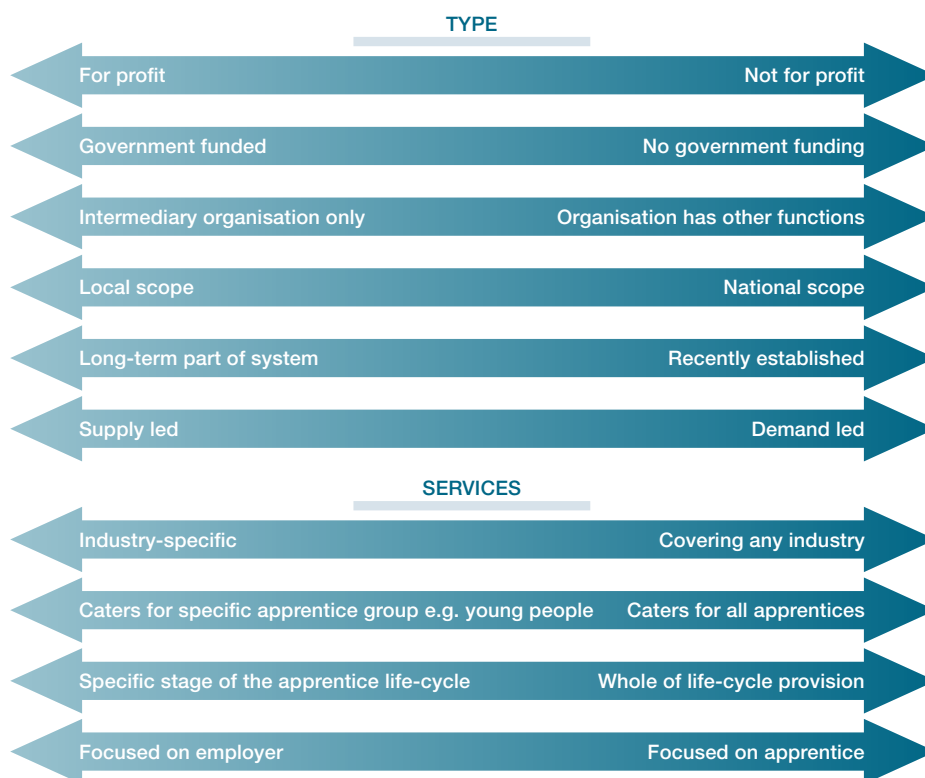 TYPE
For profit Not for profit
Government funded No government funding
Intermediary organisation only Organisation has other functions
Local scope National scope
Long-term part of system Recently established
Supply led Demand led
SERVICES
Industry-specific Covering any industry
Caters for specific apprentice group e.g. young people Caters for all apprentices
Specific stage of the apprentice life-cycle Whole of life-cycle provision
Focused on employer Focused on apprentice